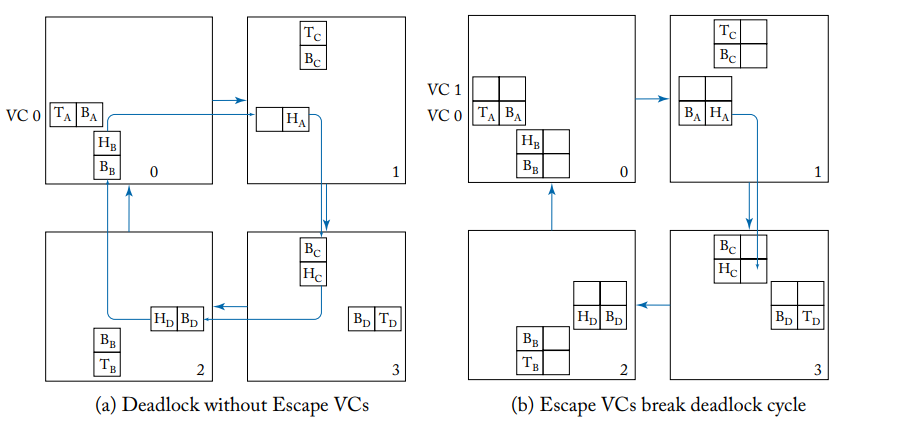 T_C
B_C
VC 0
T_A B_A
H_A
H_B
B_B
0
1
B_C
H_C
H_D B_D
B_D T_D
B_B
T_B
2
3
(a) Deadlock without Escape VCs
T_C
B_C
VC 1
VC 0
T_A B_A
B_A H_A
H_B
B_B
0
1
B_C
H_C
H_D B_D
B_D T_D
B_B
T_B
2
3
(b) Escape VCs break deadlock cycle